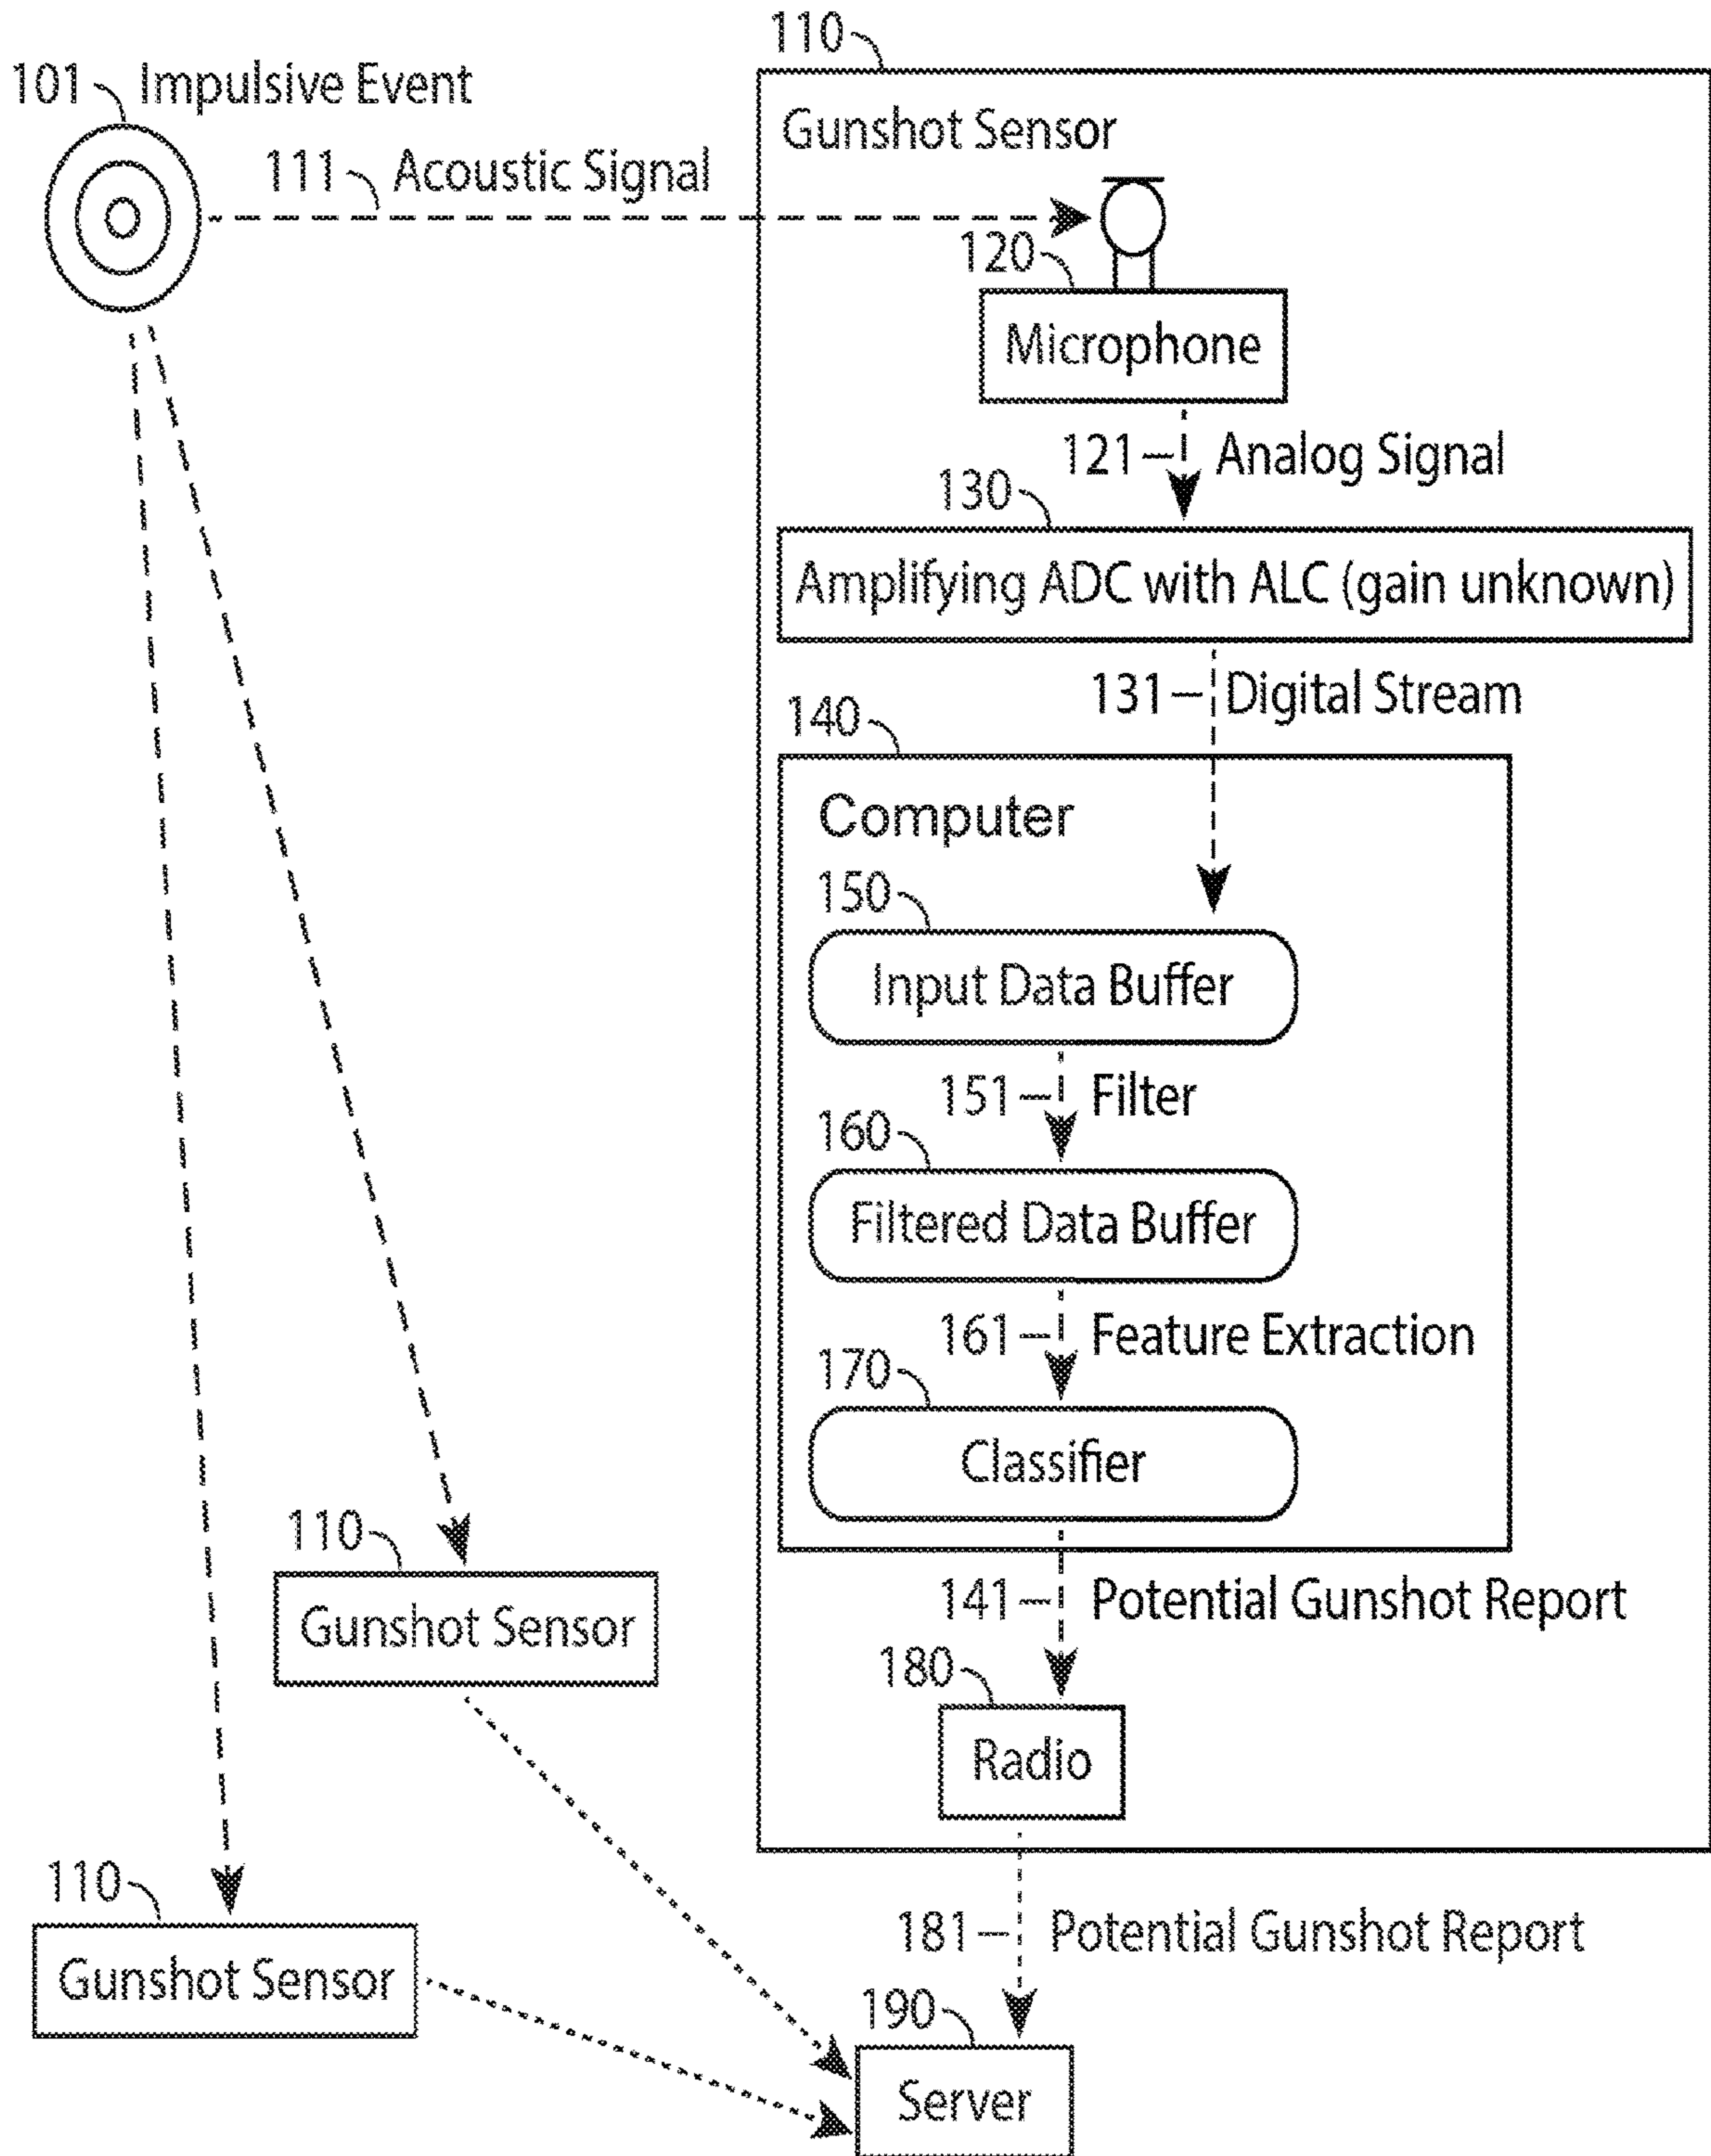 110
101 Impulsive Event
Gunshot Sensor
111 Acoustic Signal
120
Microphone
121 Analog Signal
130
Amplifying ADC with ALC (gain unknown)
131 Digital Stream
140
Computer
150
Input Data Buffer
151 Filter
160
Filtered Data Buffer
161 Feature Extraction
170
Classifier
110
Gunshot Sensor
141 Potential Gunshot Report
180
Radio
110
Gunshot Sensor
181 Potential Gunshot Report
190
Server